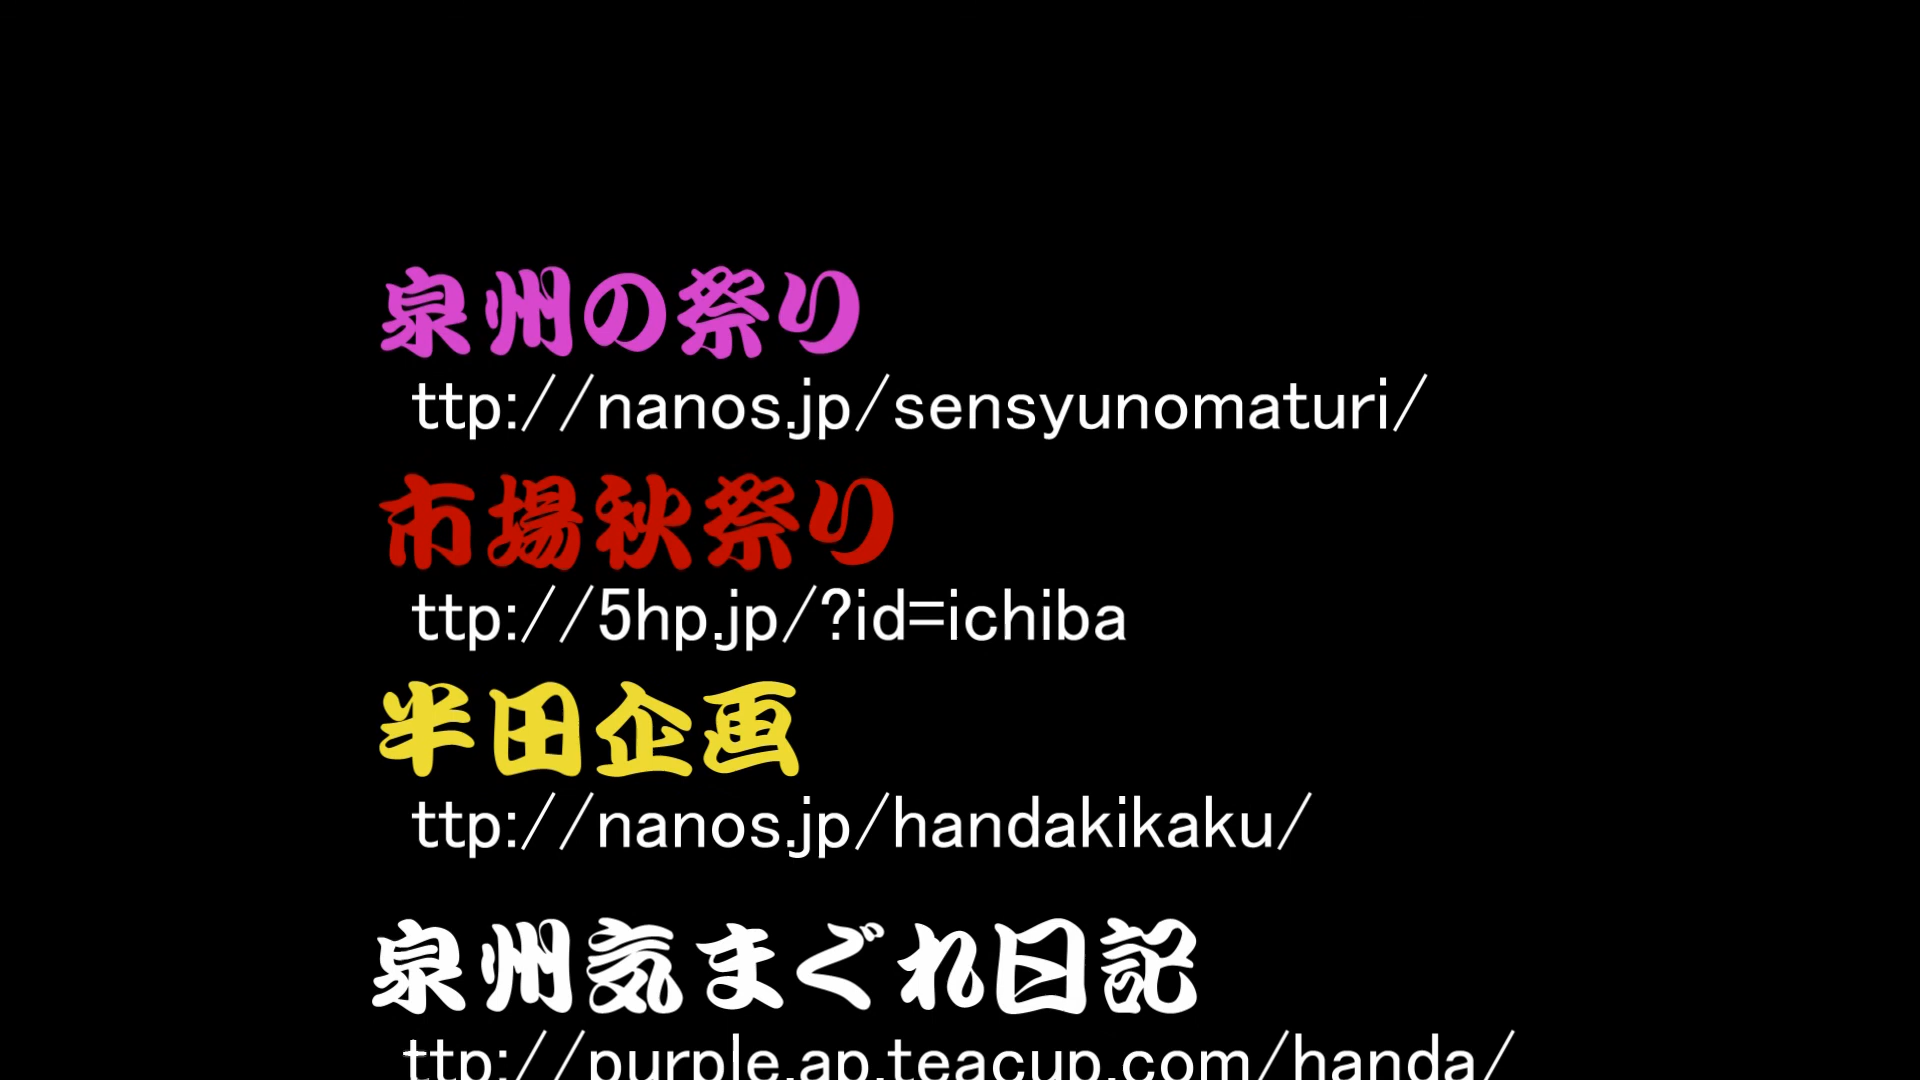 泉州の祭り
ttp://nanos.jp/sensyunomaturi/
市場秋祭り
ttp://5hp.jp/?id=ichiba
半田企画
ttp://nanos.jp/handakikaku/
泉州気まぐれ日記
ttp://purple.ap.teacup.com/handa/